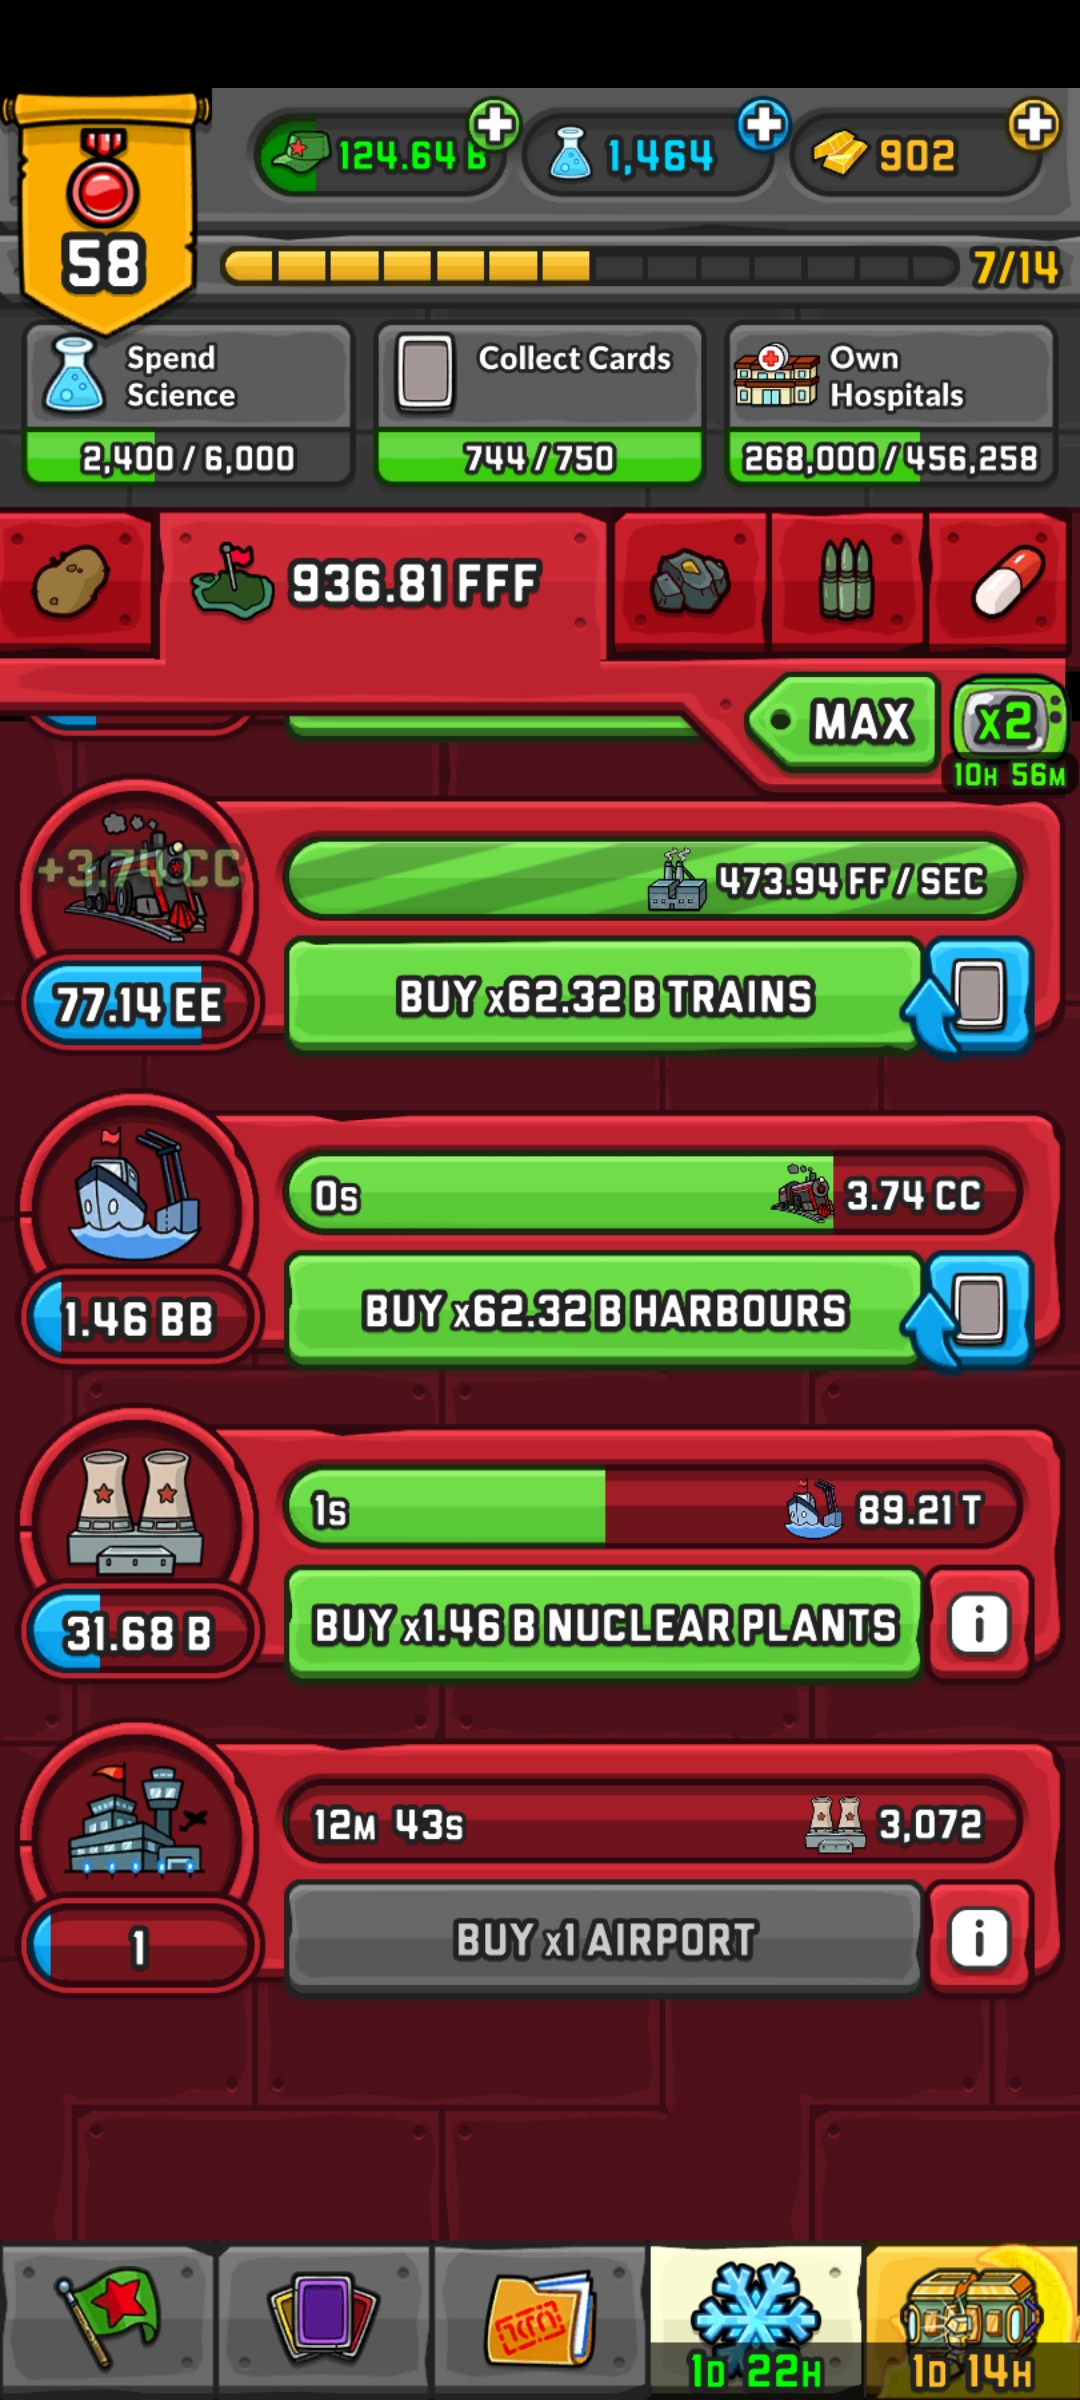 124.64 B
1,464
902
58
7/14
Spend
Science
Collect Cards
Own
Hospitals
2,400 / 6,000
744 / 750
268,000 / 456,258
936.81 FFF
MAX
x2
10H 56M
+3.74 CC
473.94 FF / SEC
77.14 EE
BUY x62.32 B TRAINS
0s
3.74 CC
1.46 BB
BUY x62.32 B HARBOURS
1s
89.21 T
31.68 B
BUY x1.46 B NUCLEAR PLANTS
i
12M 43s
3,072
1
BUY x1 AIRPORT
i
1D 22H
1D 14H